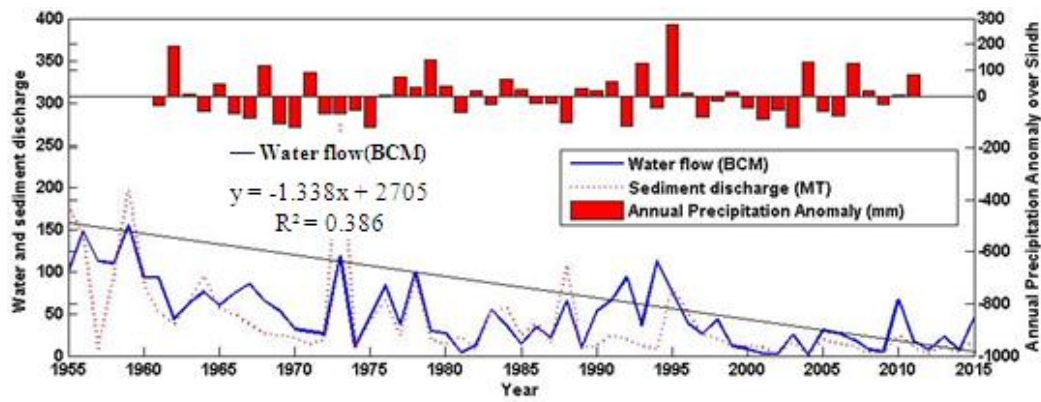 400
350
300
250
200
150
100
50
0
Water and sediment discharge
300
200
100
0
-200
-400
-600
-800
-1000
Annual Precipitation Anomaly over Sindh
Water flow(BCM)
y = -1.338x + 2705
R² = 0.386
Water flow (BCM)
Sediment discharge (MT)
Annual Precipitation Anomaly (mm)
1955 1960 1965 1970 1975 1980 1985 1990 1995 2000 2005 2010 2015
Year